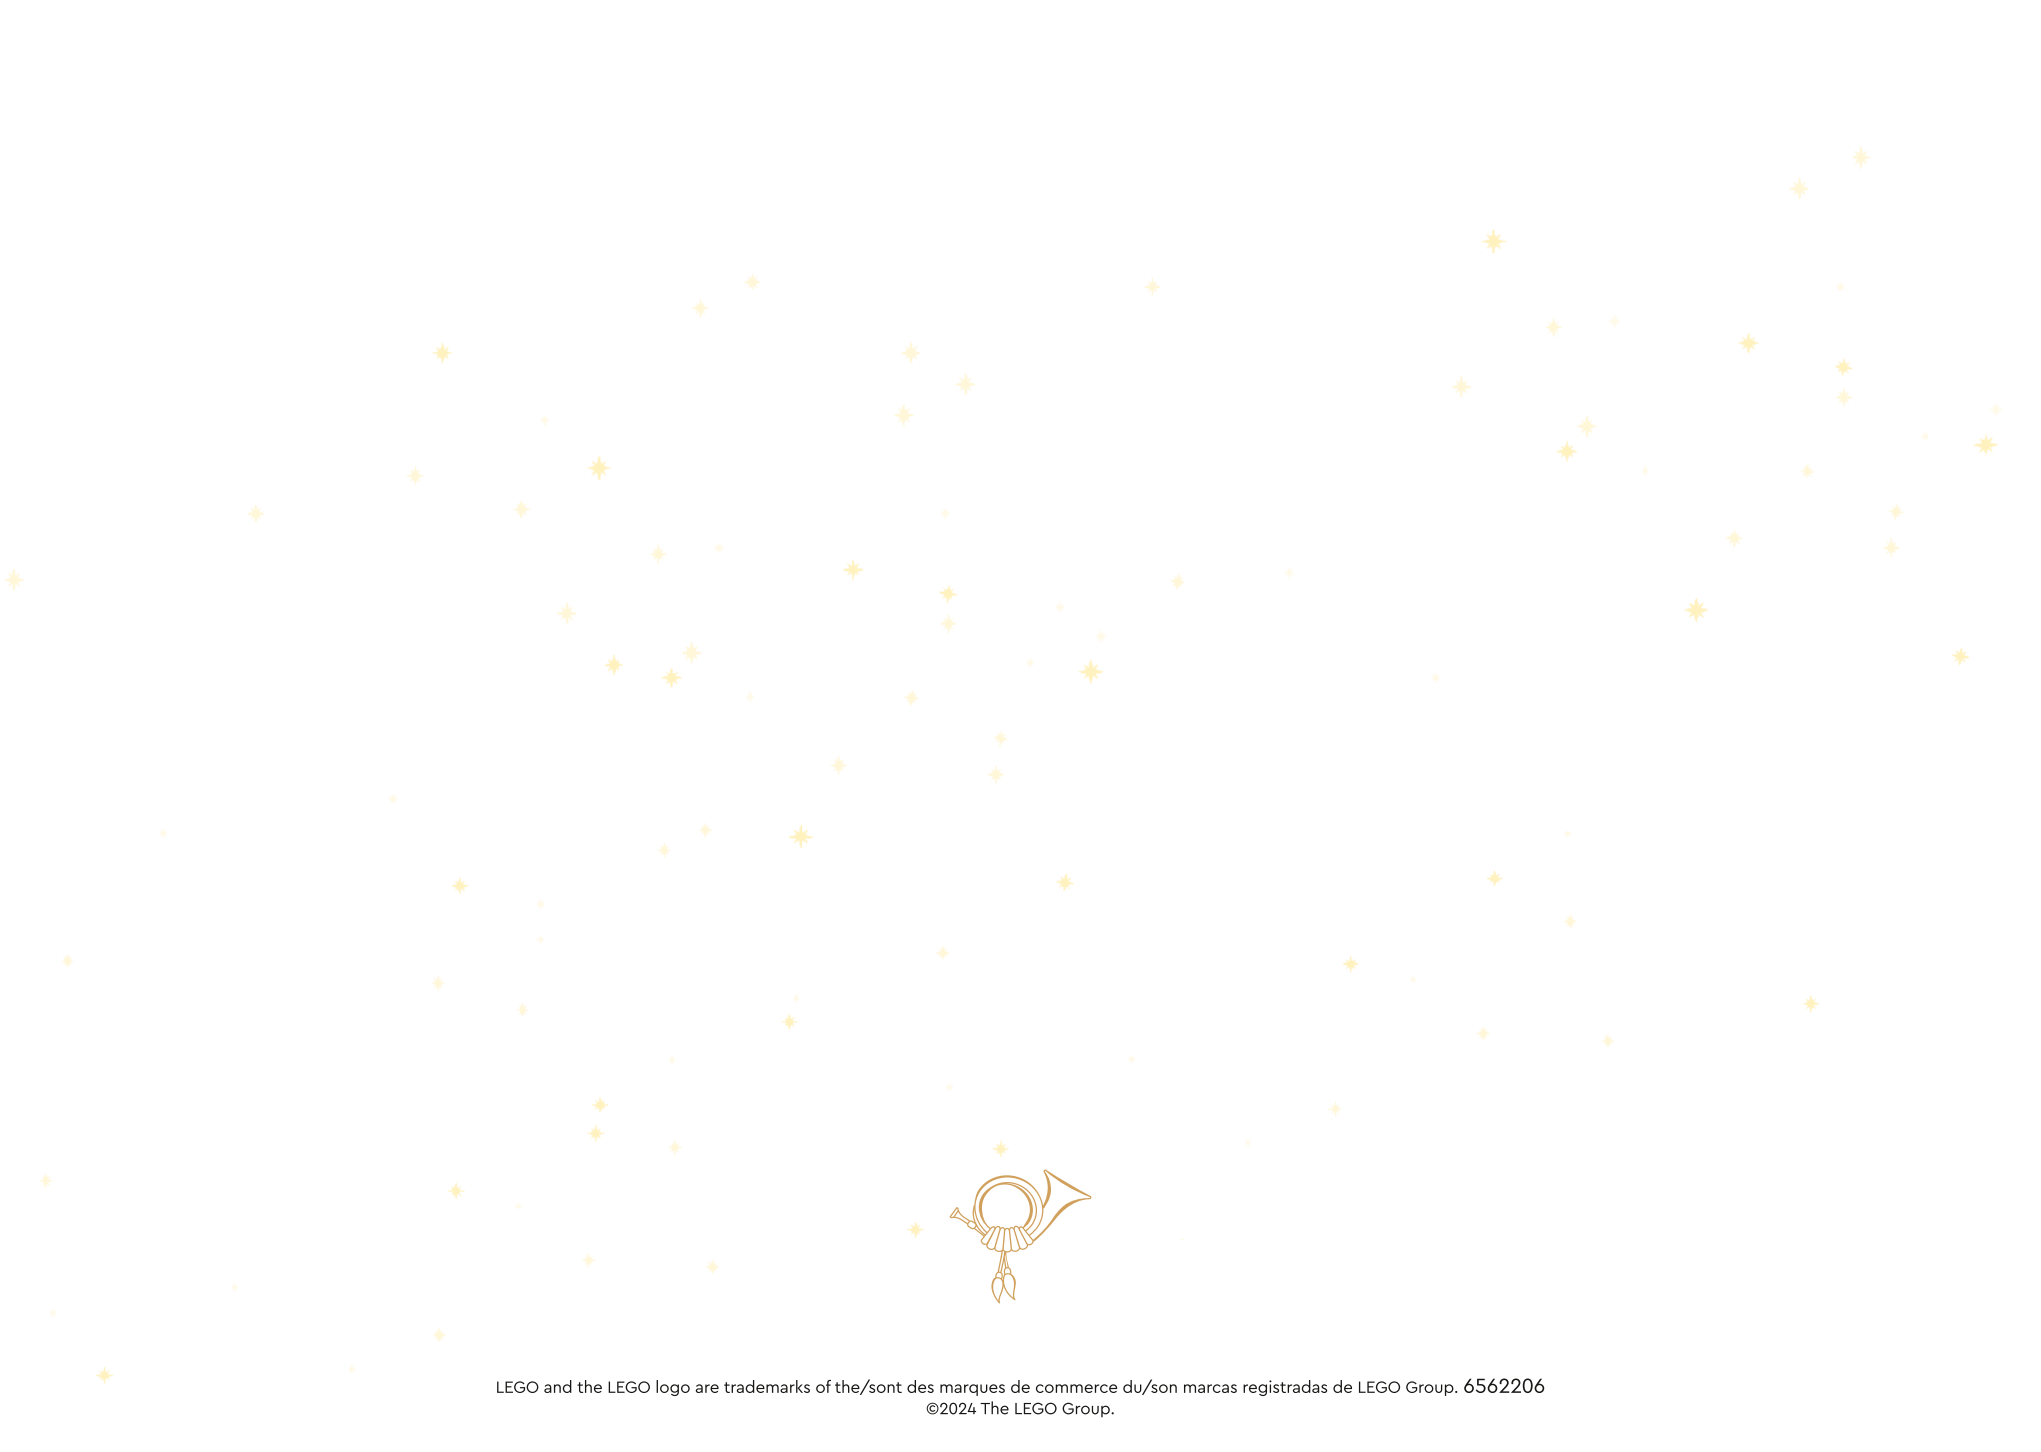 LEGO and the LEGO logo are trademarks of the/sont des marques de commerce du/son marcas registradas de LEGO Group. 6562206
©2024 The LEGO Group.